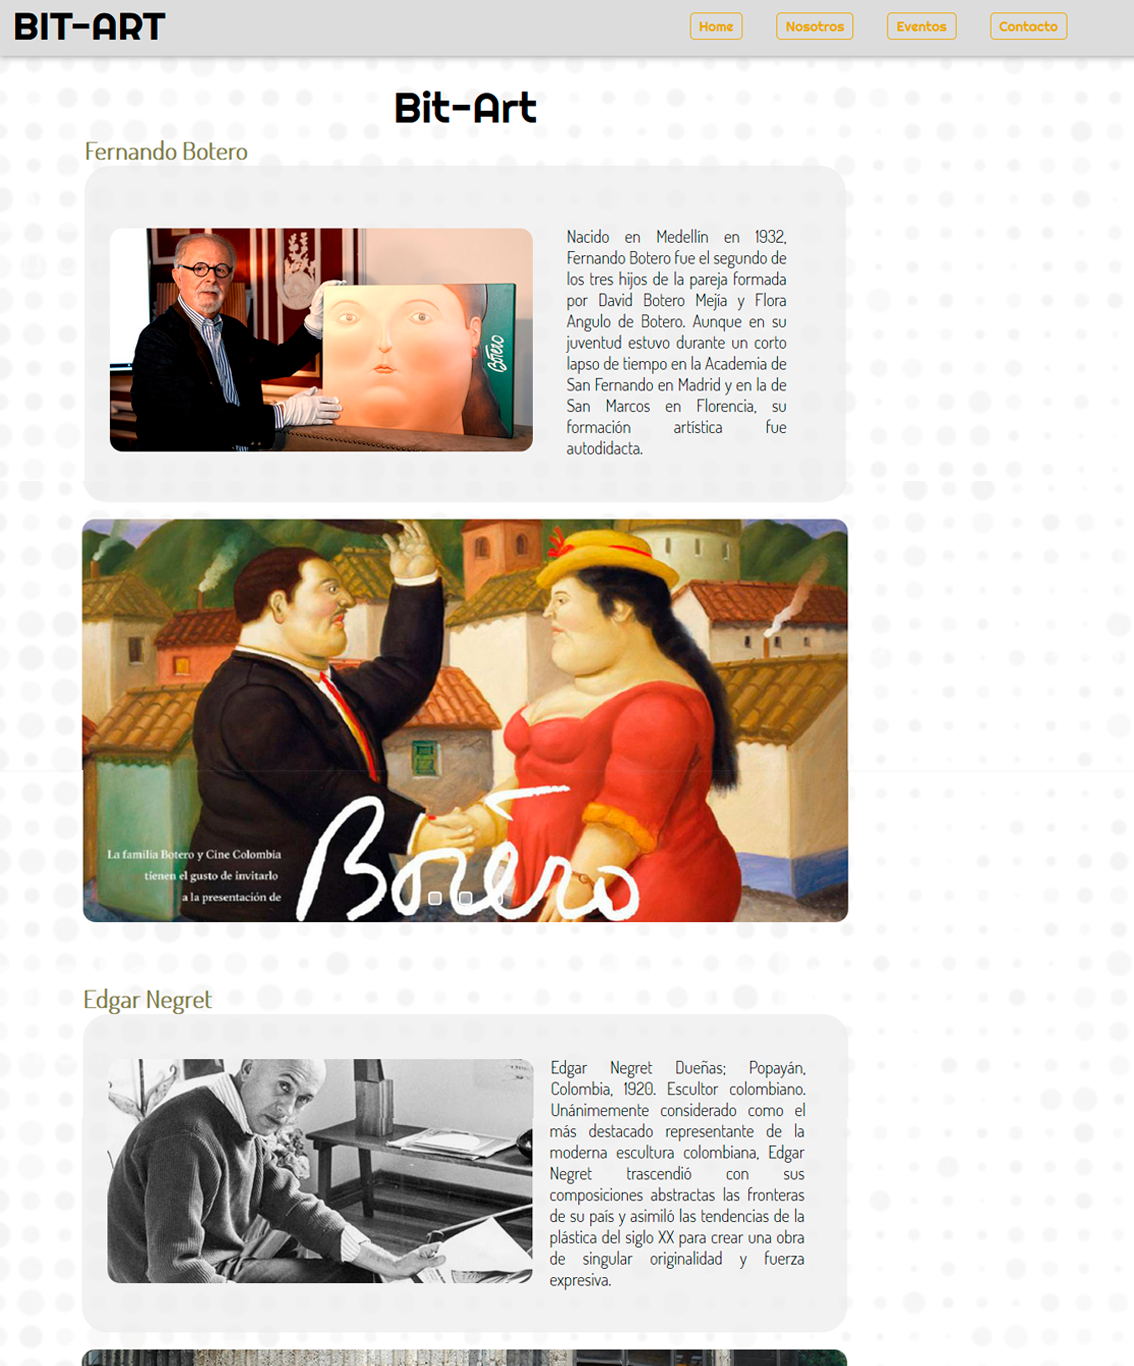 BIT-ART
Home
Nosotros
Eventos
Contacto
Bit-Art
Fernando Botero
Botero
Nacido en Medellín en 1932,
Fernando Botero fue el segundo de
los tres hijos de la pareja formada
por David Botero Mejía y Flora
Angulo de Botero. Aunque en su
juventud estuvo durante un corto
lapso de tiempo en la Academia de
San Fernando en Madrid y en la de
San Marcos en Florencia, su
formación artística fue
autodidacta.
La familia Botero y Cine Colombia
tienen el gusto de invitarlo
a la presentación de
Botero
Edgar Negret
Edgar Negret Dueñas; Popayán,
Colombia, 1920. Escultor colombiano.
Unánimemente considerado como el
más destacado representante de la
moderna escultura colombiana, Edgar
Negret trascendió con sus
composiciones abstractas las fronteras
de su país y asimiló las tendencias de la
plástica del siglo XX para crear una obra
de singular originalidad y fuerza
expresiva.